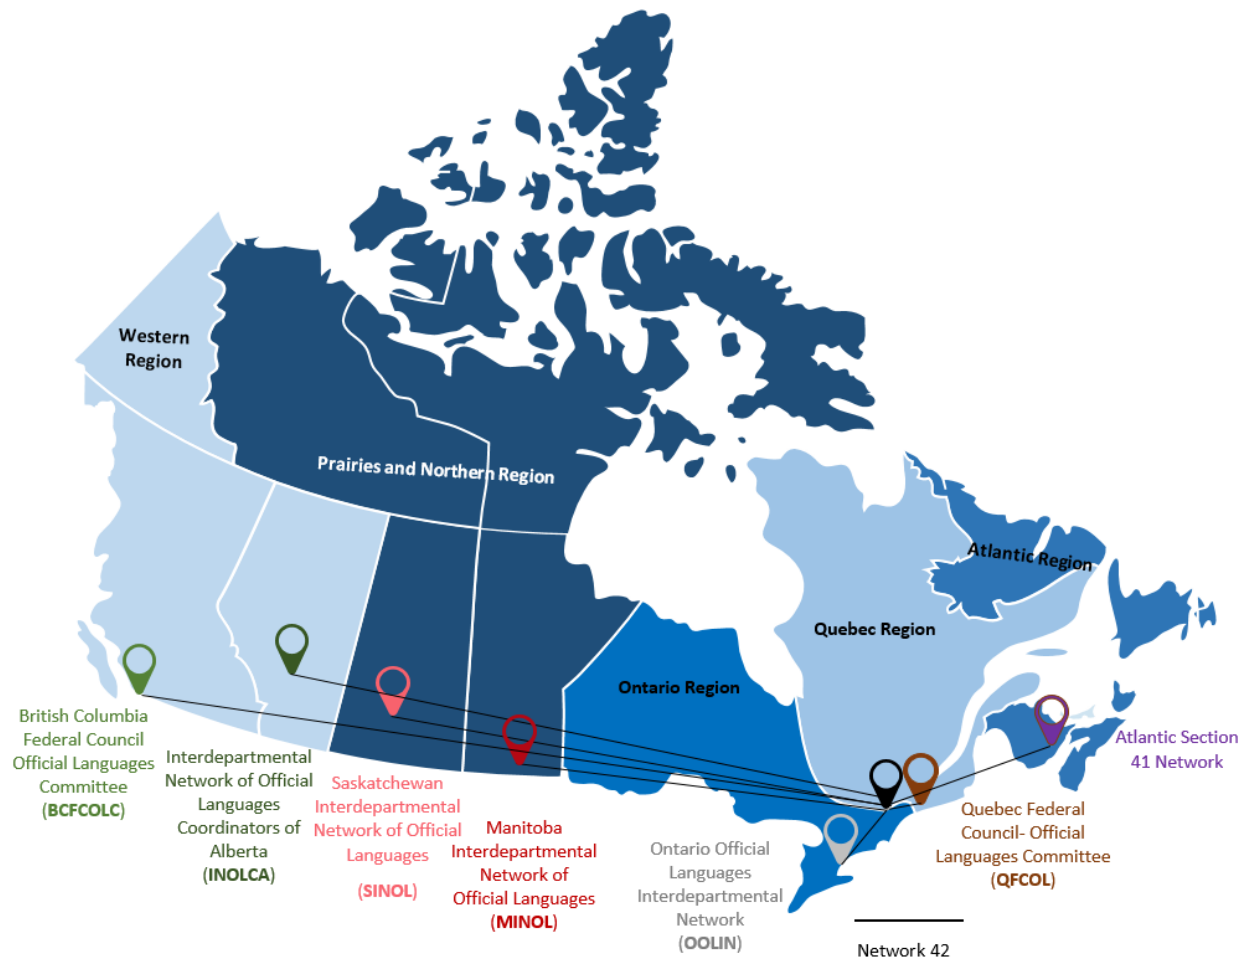 Western
Region
Prairies and Northern Region
Atlantic Region
Quebec Region
Ontario Region
British Columbia
Federal Council
Official Languages
Committee
(BCFCOLC)
Interdepartmental
Network of Official
Languages
Coordinators of
Alberta
(INOLCA)
Saskatchewan
Interdepartmental
Network of Official
Languages
(SINOL)
Manitoba
Interdepartmental
Network of
Official Languages
(MINOL)
Ontario Official
Languages
Interdepartmental
Network
(OOLIN)
Quebec Federal
Council- Official
Languages Committee
(QFCOL)
Atlantic Section
41 Network
Network 42